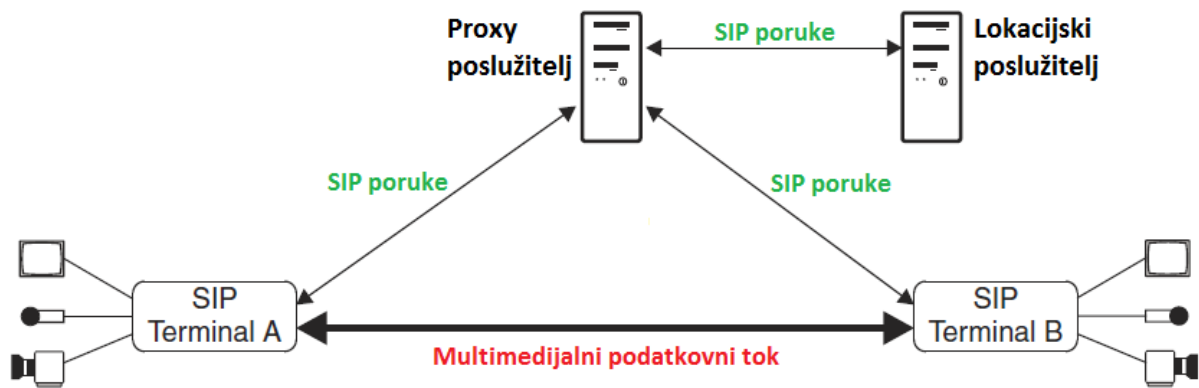 Proxy
poslužitelj
SIP poruke
Lokacijski
poslužitelj
SIP poruke
SIP poruke
SIP
Terminal A
SIP
Terminal B
Multimedijalni podatkovni tok